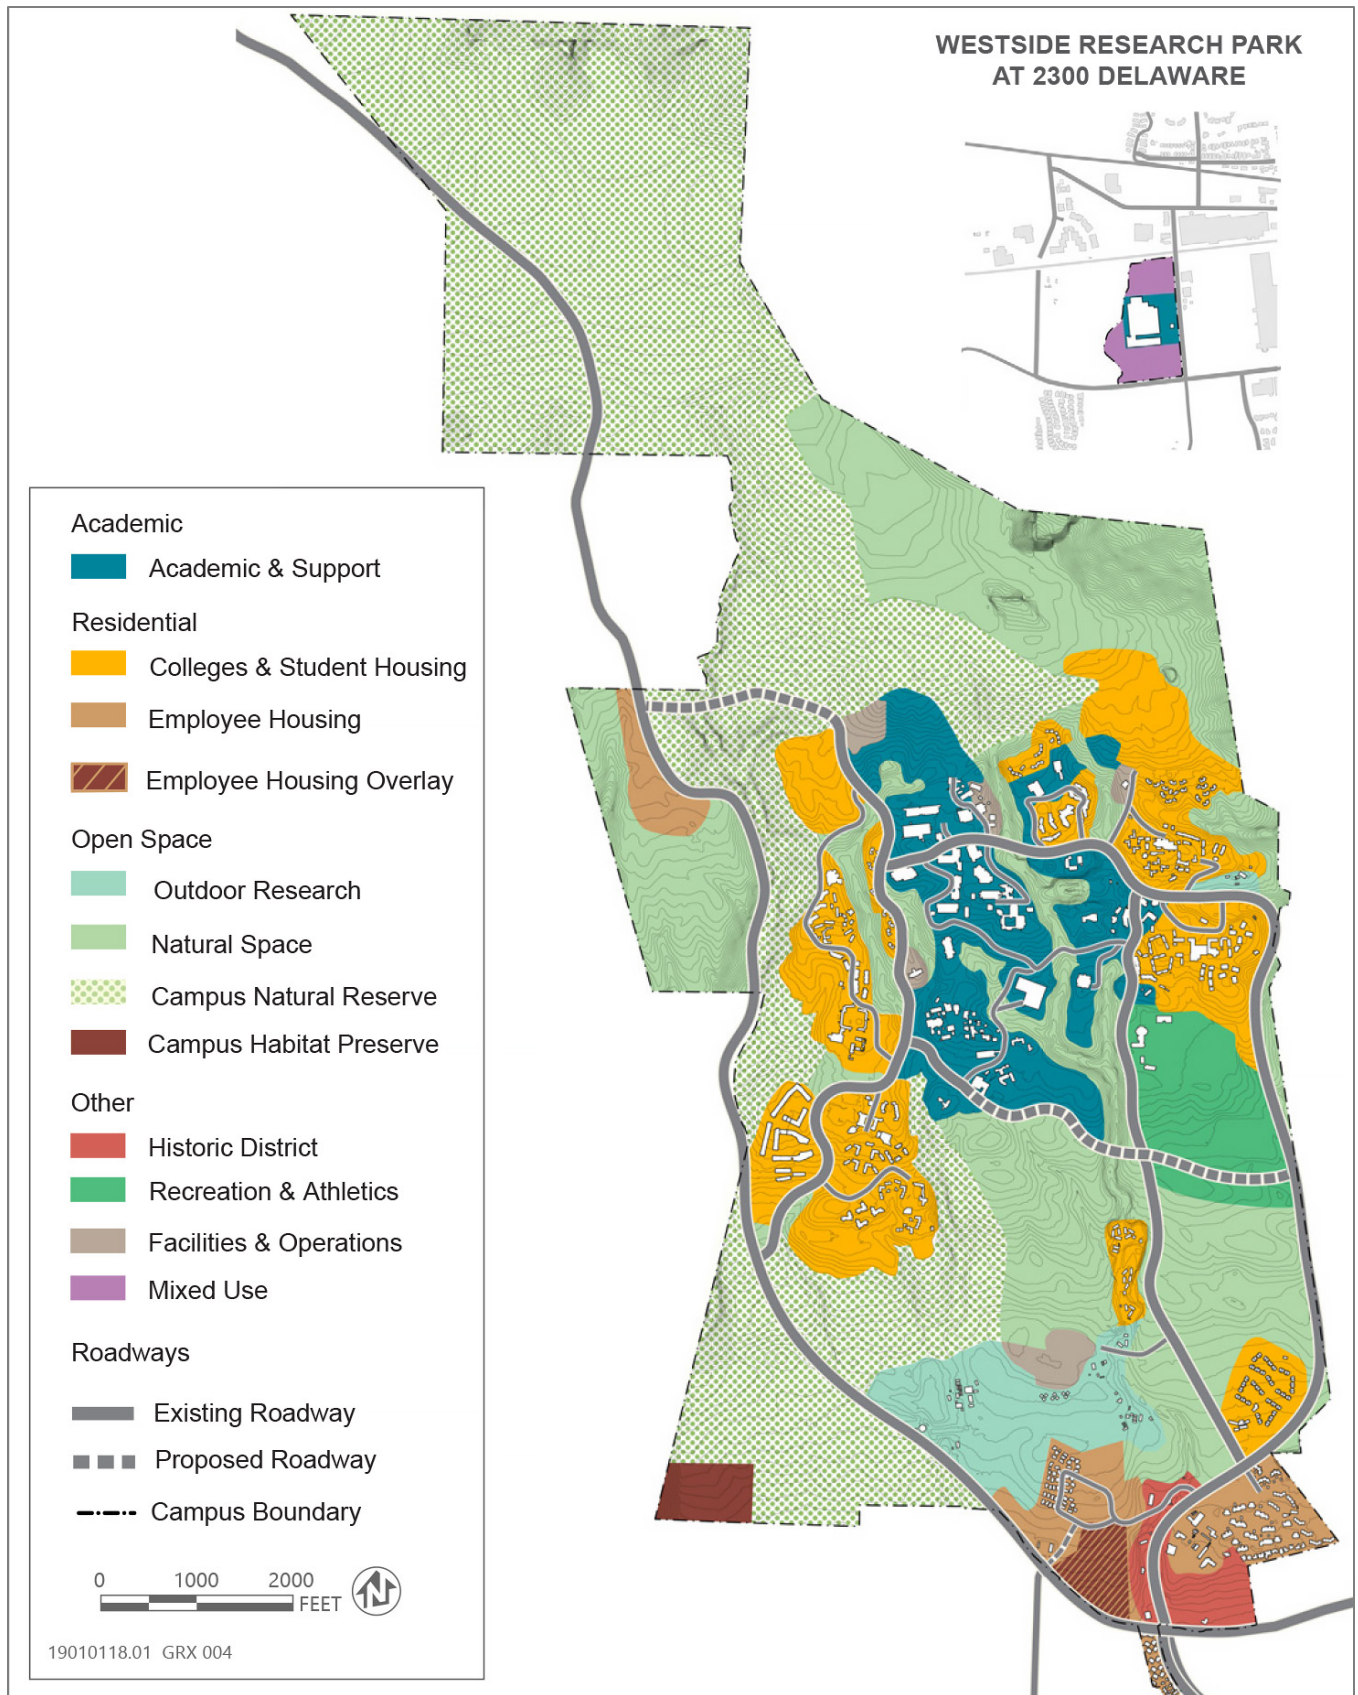 WESTSIDE RESEARCH PARK
AT 2300 DELAWARE
Academic
Academic & Support
Residential
Colleges & Student Housing
Employee Housing
Employee Housing Overlay
Open Space
Outdoor Research
Natural Space
Campus Natural Reserve
Campus Habitat Preserve
Other
Historic District
Recreation & Athletics
Facilities & Operations
Mixed Use
Roadways
Existing Roadway
Proposed Roadway
Campus Boundary
0 1000 2000
FEET
N
19010118.01 GRX 004